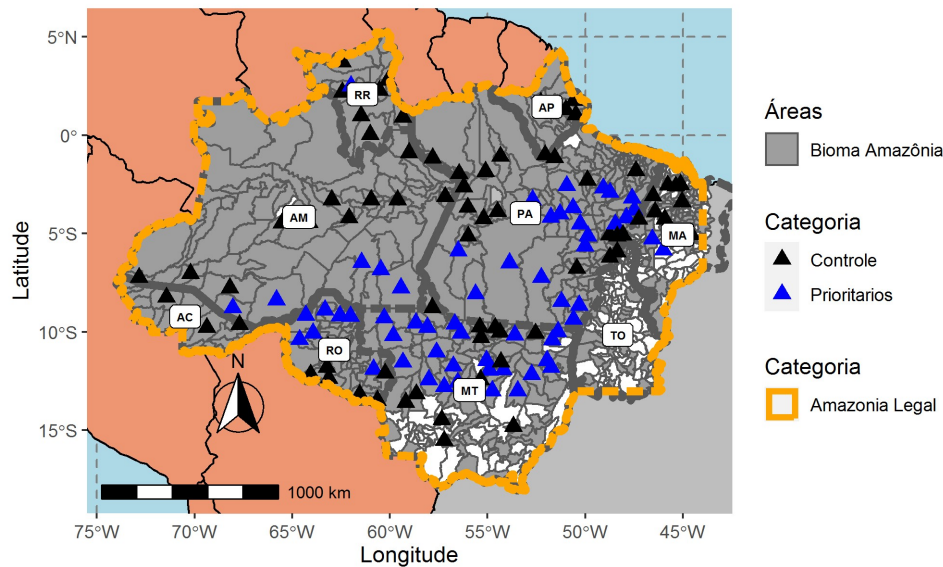 5°N
0°
5°S
10°S
15°S
Latitude
RR
AP
AM
PA
MA
AC
RO
TO
MT
N
1000 km
75°W
70°W
65°W
60°W
55°W
50°W
45°W
Longitude
Áreas
Bioma Amazônia
Categoria
Controle
Prioritarios
Categoria
Amazonia Legal